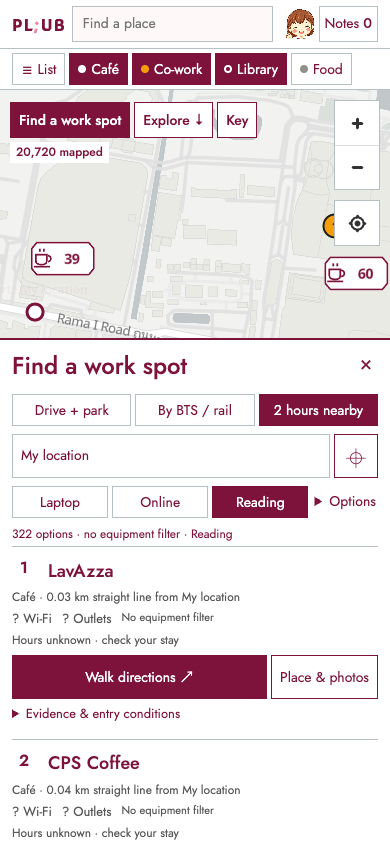 PL;UB
Find a place
Notes 0
≡ List
Café
Co-work
Library
Food
Find a work spot
Explore ↓
Key
20,720 mapped
+
−
39
60
Rama I Road
Find a work spot
×
Drive + park
By BTS / rail
2 hours nearby
My location
Laptop
Online
Reading
▶ Options
322 options · no equipment filter · Reading
1 LavAzza
Café · 0.03 km straight line from My location
? Wi-Fi ? Outlets No equipment filter
Hours unknown · check your stay
Walk directions ↗
Place & photos
▶ Evidence & entry conditions
2 CPS Coffee
Café · 0.04 km straight line from My location
? Wi-Fi ? Outlets No equipment filter
Hours unknown · check your stay